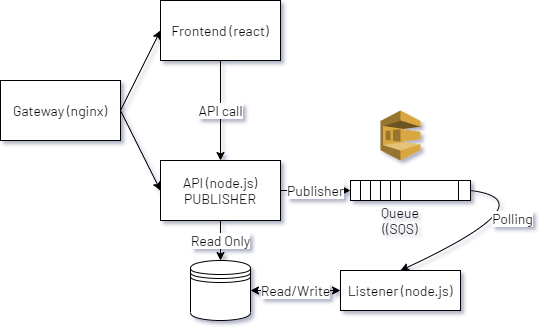 Frontend (react)
Gateway (nginx)
API call
API (node.js)
PUBLISHER
Publisher
Queue
((SQS)
Polling
Read Only
Read/Write
Listener (node.js)